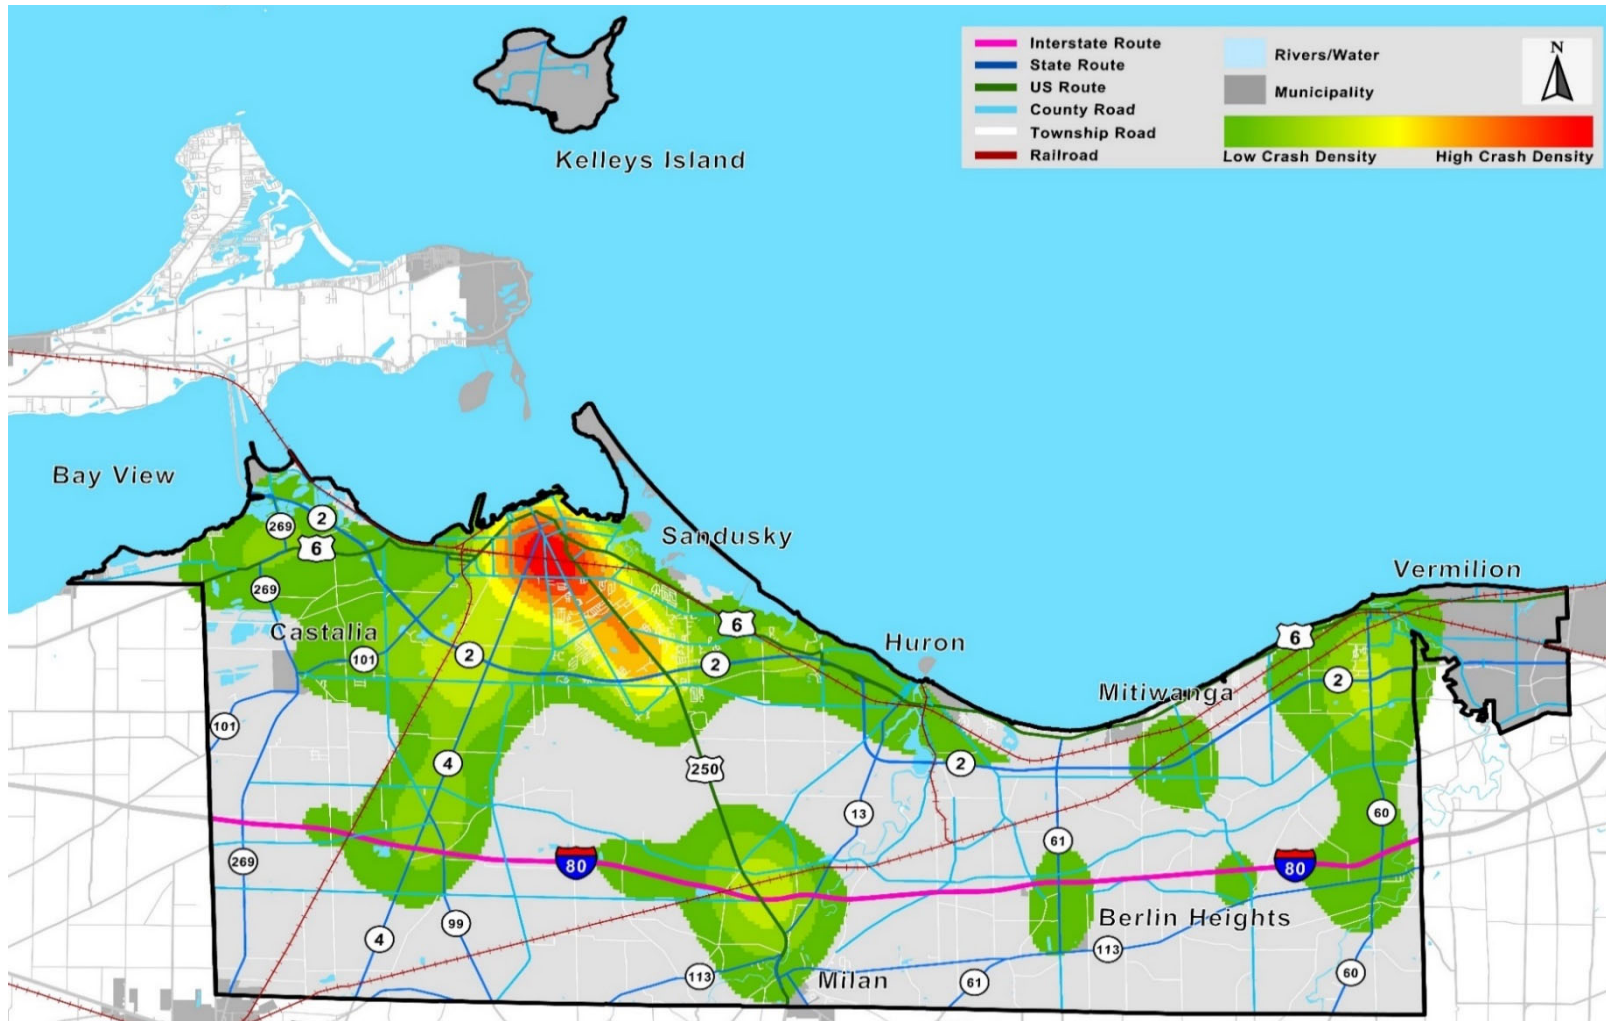 Interstate Route
State Route
US Route
County Road
Township Road
Railroad
Rivers/Water
Municipality
Low Crash Density
High Crash Density
N
Kelleys Island
Bay View
Sandusky
Vermilion
269
2
6
269
Castalia
101
2
6
2
Huron
6
Mitiwanga
2
101
4
250
2
13
60
61
269
80
80
Berlin Heights
4
99
113
113
Milan
61
60